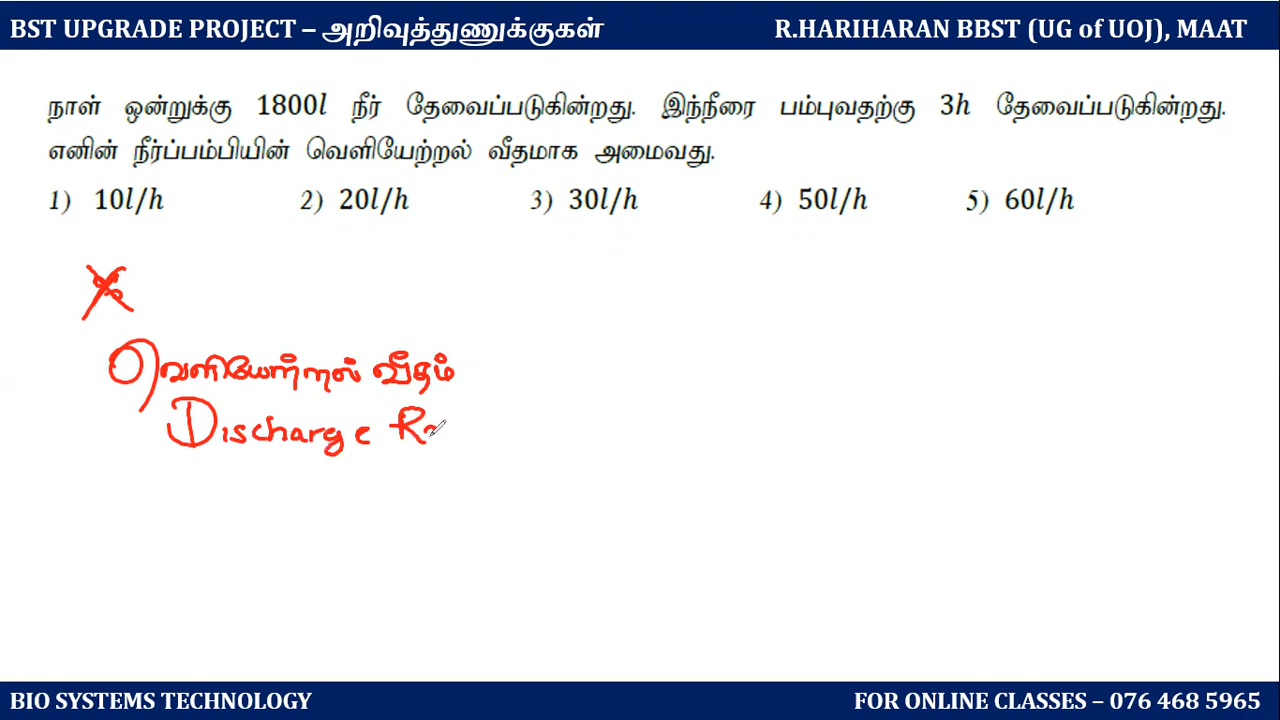 BST UPGRADE PROJECT – அறிவுத்துணுக்குகள்
R.HARIHARAN BBST (UG of UOJ), MAAT
நாள் ஒன்றுக்கு 1800l நீர் தேவைப்படுகின்றது. இந்நீரை பம்புவதற்கு 3h தேவைப்படுகின்றது.
எனின் நீர்ப்பம்பியின் வெளியேற்றல் வீதமாக அமைவது.
1) 10l/h 2) 20l/h 3) 30l/h 4) 50l/h 5) 60l/h
வெளியேற்றல் வீதம்
Discharge
BIO SYSTEMS TECHNOLOGY
FOR ONLINE CLASSES – 076 468 5965